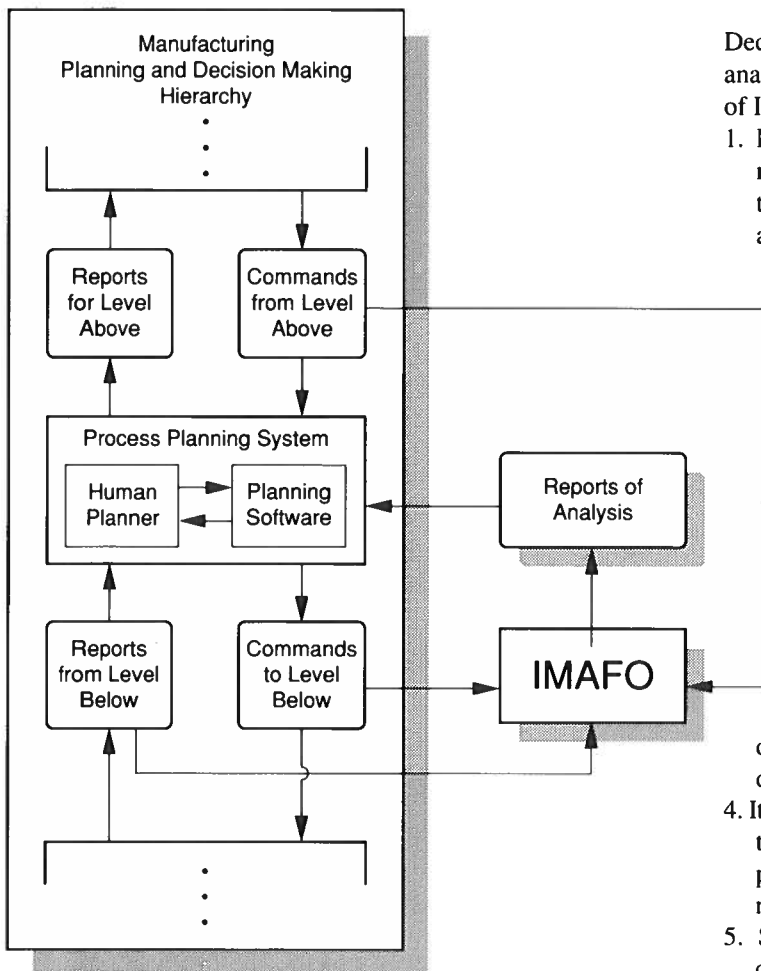 Manufacturing
Planning and Decision Making
Hierarchy
Reports
for Level
Above
Commands
from Level
Above
Process Planning System
Human
Planner
Planning
Software
Reports of
Analysis
Reports
from Level
Below
Commands
to Level
Below
IMAFO
of
1.
4. It
5.